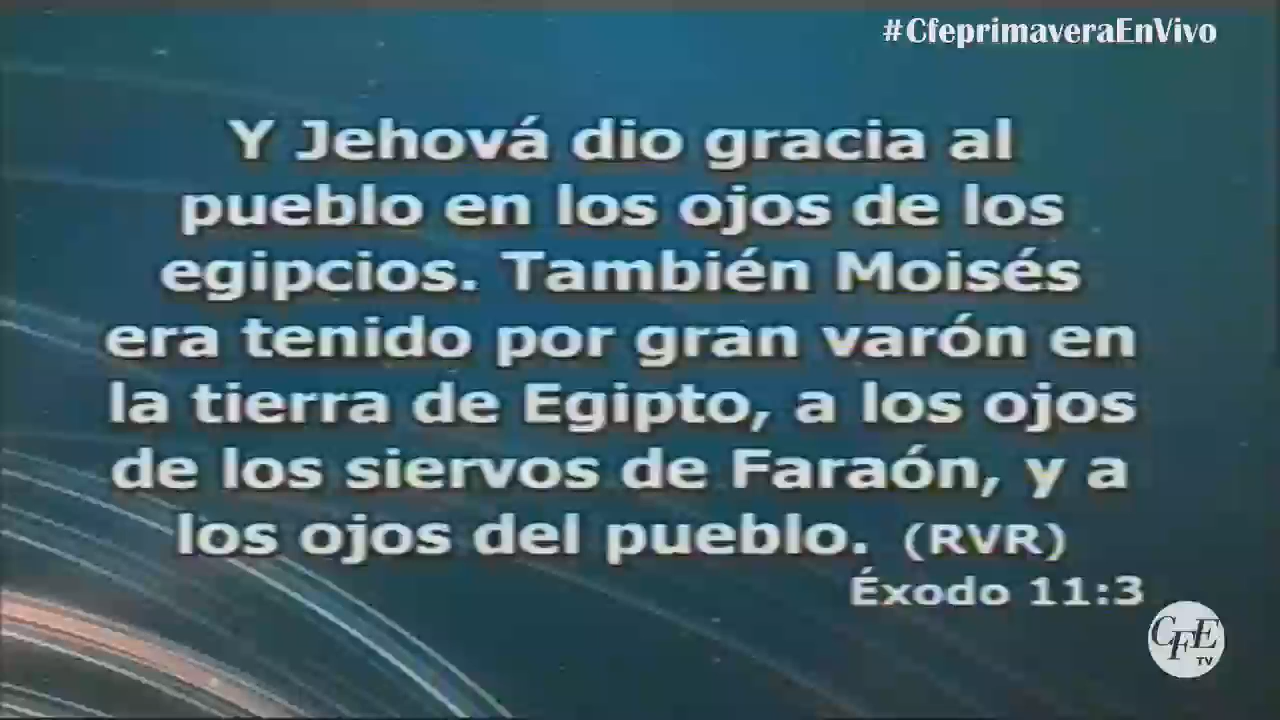 #CfeprimaveraEnVivo
Y Jehová dio gracia al
pueblo en los ojos de los
egipcios. También Moisés
era tenido por gran varón en
la tierra de Egipto, a los ojos
de los siervos de Faraón, y a
los ojos del pueblo. (RVR)
Éxodo 11:3
CFE
TV